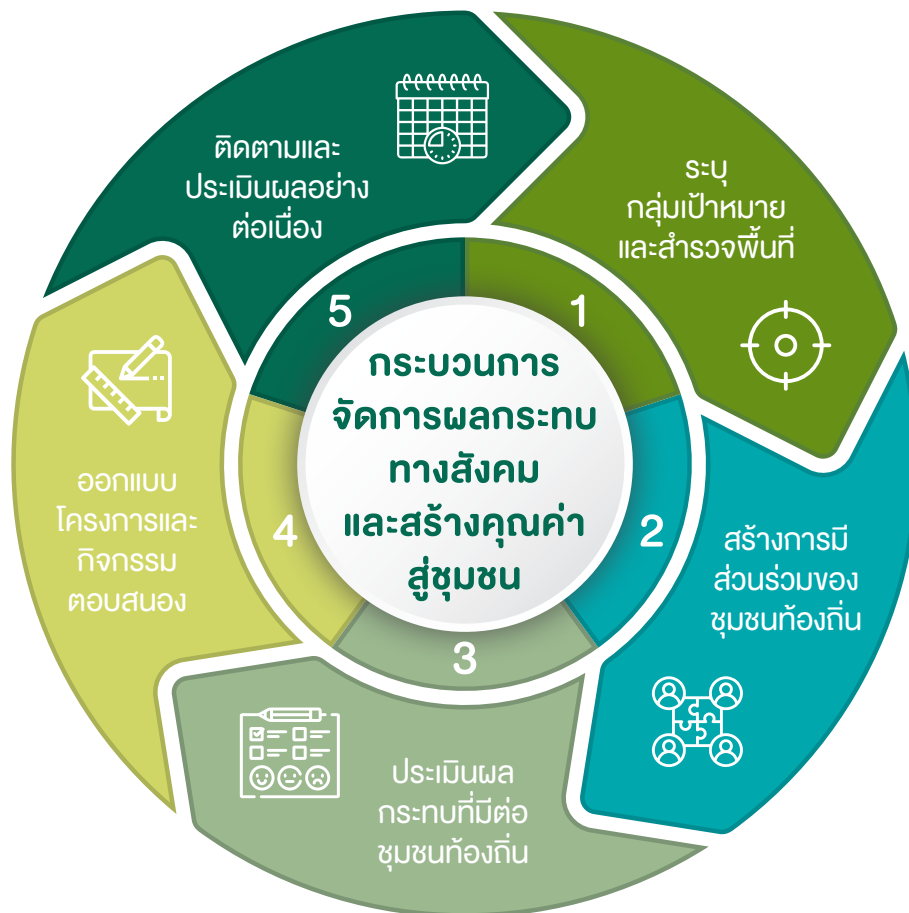 กระบวนการ
จัดการผลกระทบ
ทางสังคม
และสร้างคุณค่า
สู่ชุมชน
1
ระบุ
กลุ่มเป้าหมาย
และสำรวจพื้นที่
2
สร้างการมี
ส่วนร่วมของ
ชุมชนท้องถิ่น
3
ประเมินผล
กระทบที่มีต่อ
ชุมชนท้องถิ่น
4
ออกแบบ
โครงการและ
กิจกรรม
ตอบสนอง
5
ติดตามและ
ประเมินผลอย่าง
ต่อเนื่อง